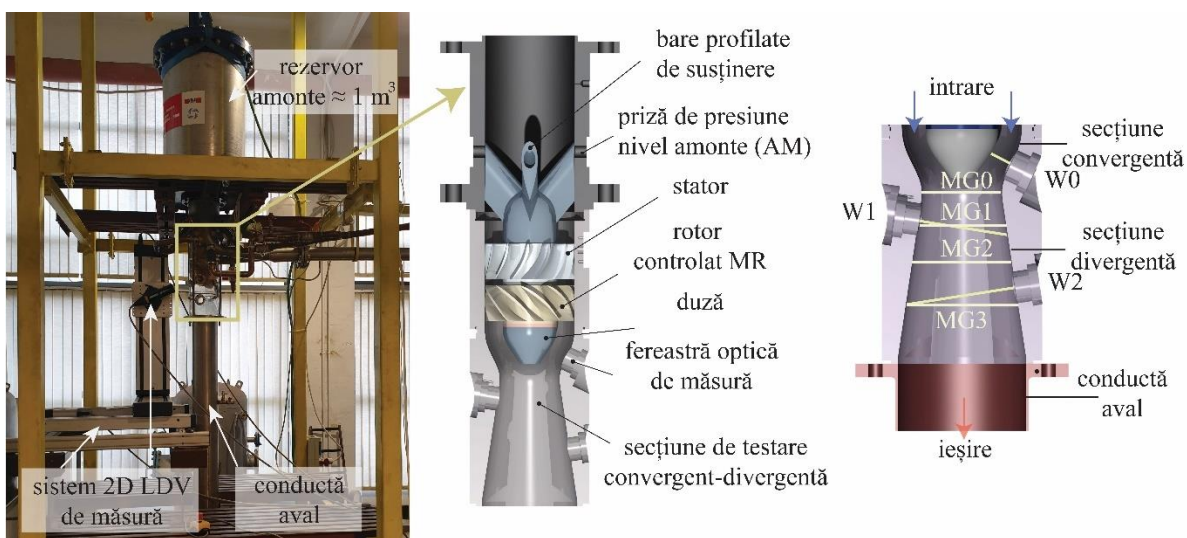 rezervor
amonte ≈ 1 m³
sistem 2D LDV
de măsură
conductă
aval
bare profilate
de susținere
priză de presiune
nivel amonte (AM)
stator
rotor
controlat MR
duză
fereastră optică
de măsură
secțiune de testare
convergent-divergentă
intrare
secțiune
convergentă
W0
MG0
W1
MG1
MG2
secțiune
divergentă
W2
MG3
conductă
aval
ieșire